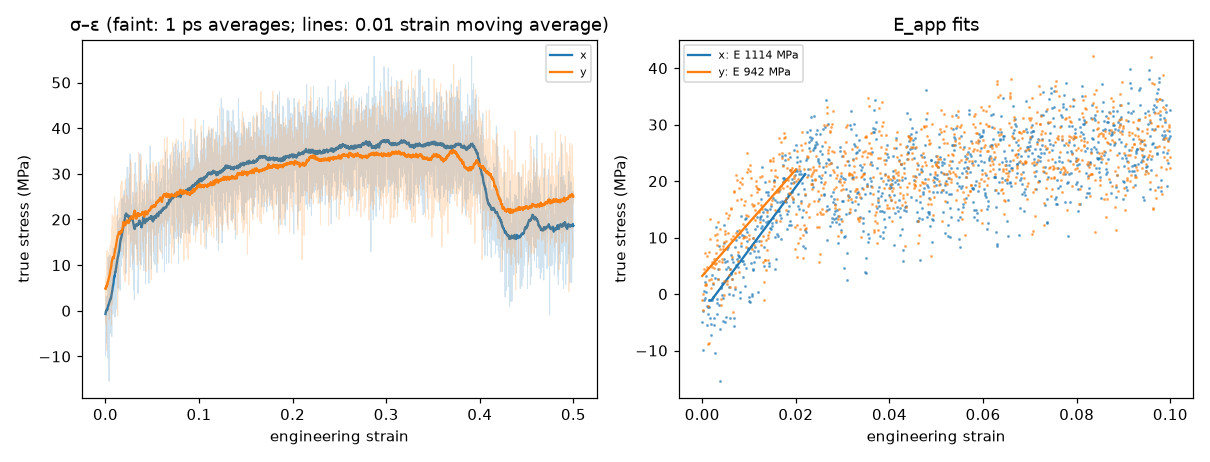 σ–ε (faint: 1 ps averages; lines: 0.01 strain moving average)
x
y
50
40
30
20
10
0
−10
true stress (MPa)
0.0 0.1 0.2 0.3 0.4 0.5
engineering strain
E_app fits
x: E 1114 MPa
y: E 942 MPa
40
30
20
10
0
−10
true stress (MPa)
0.00 0.02 0.04 0.06 0.08 0.10
engineering strain